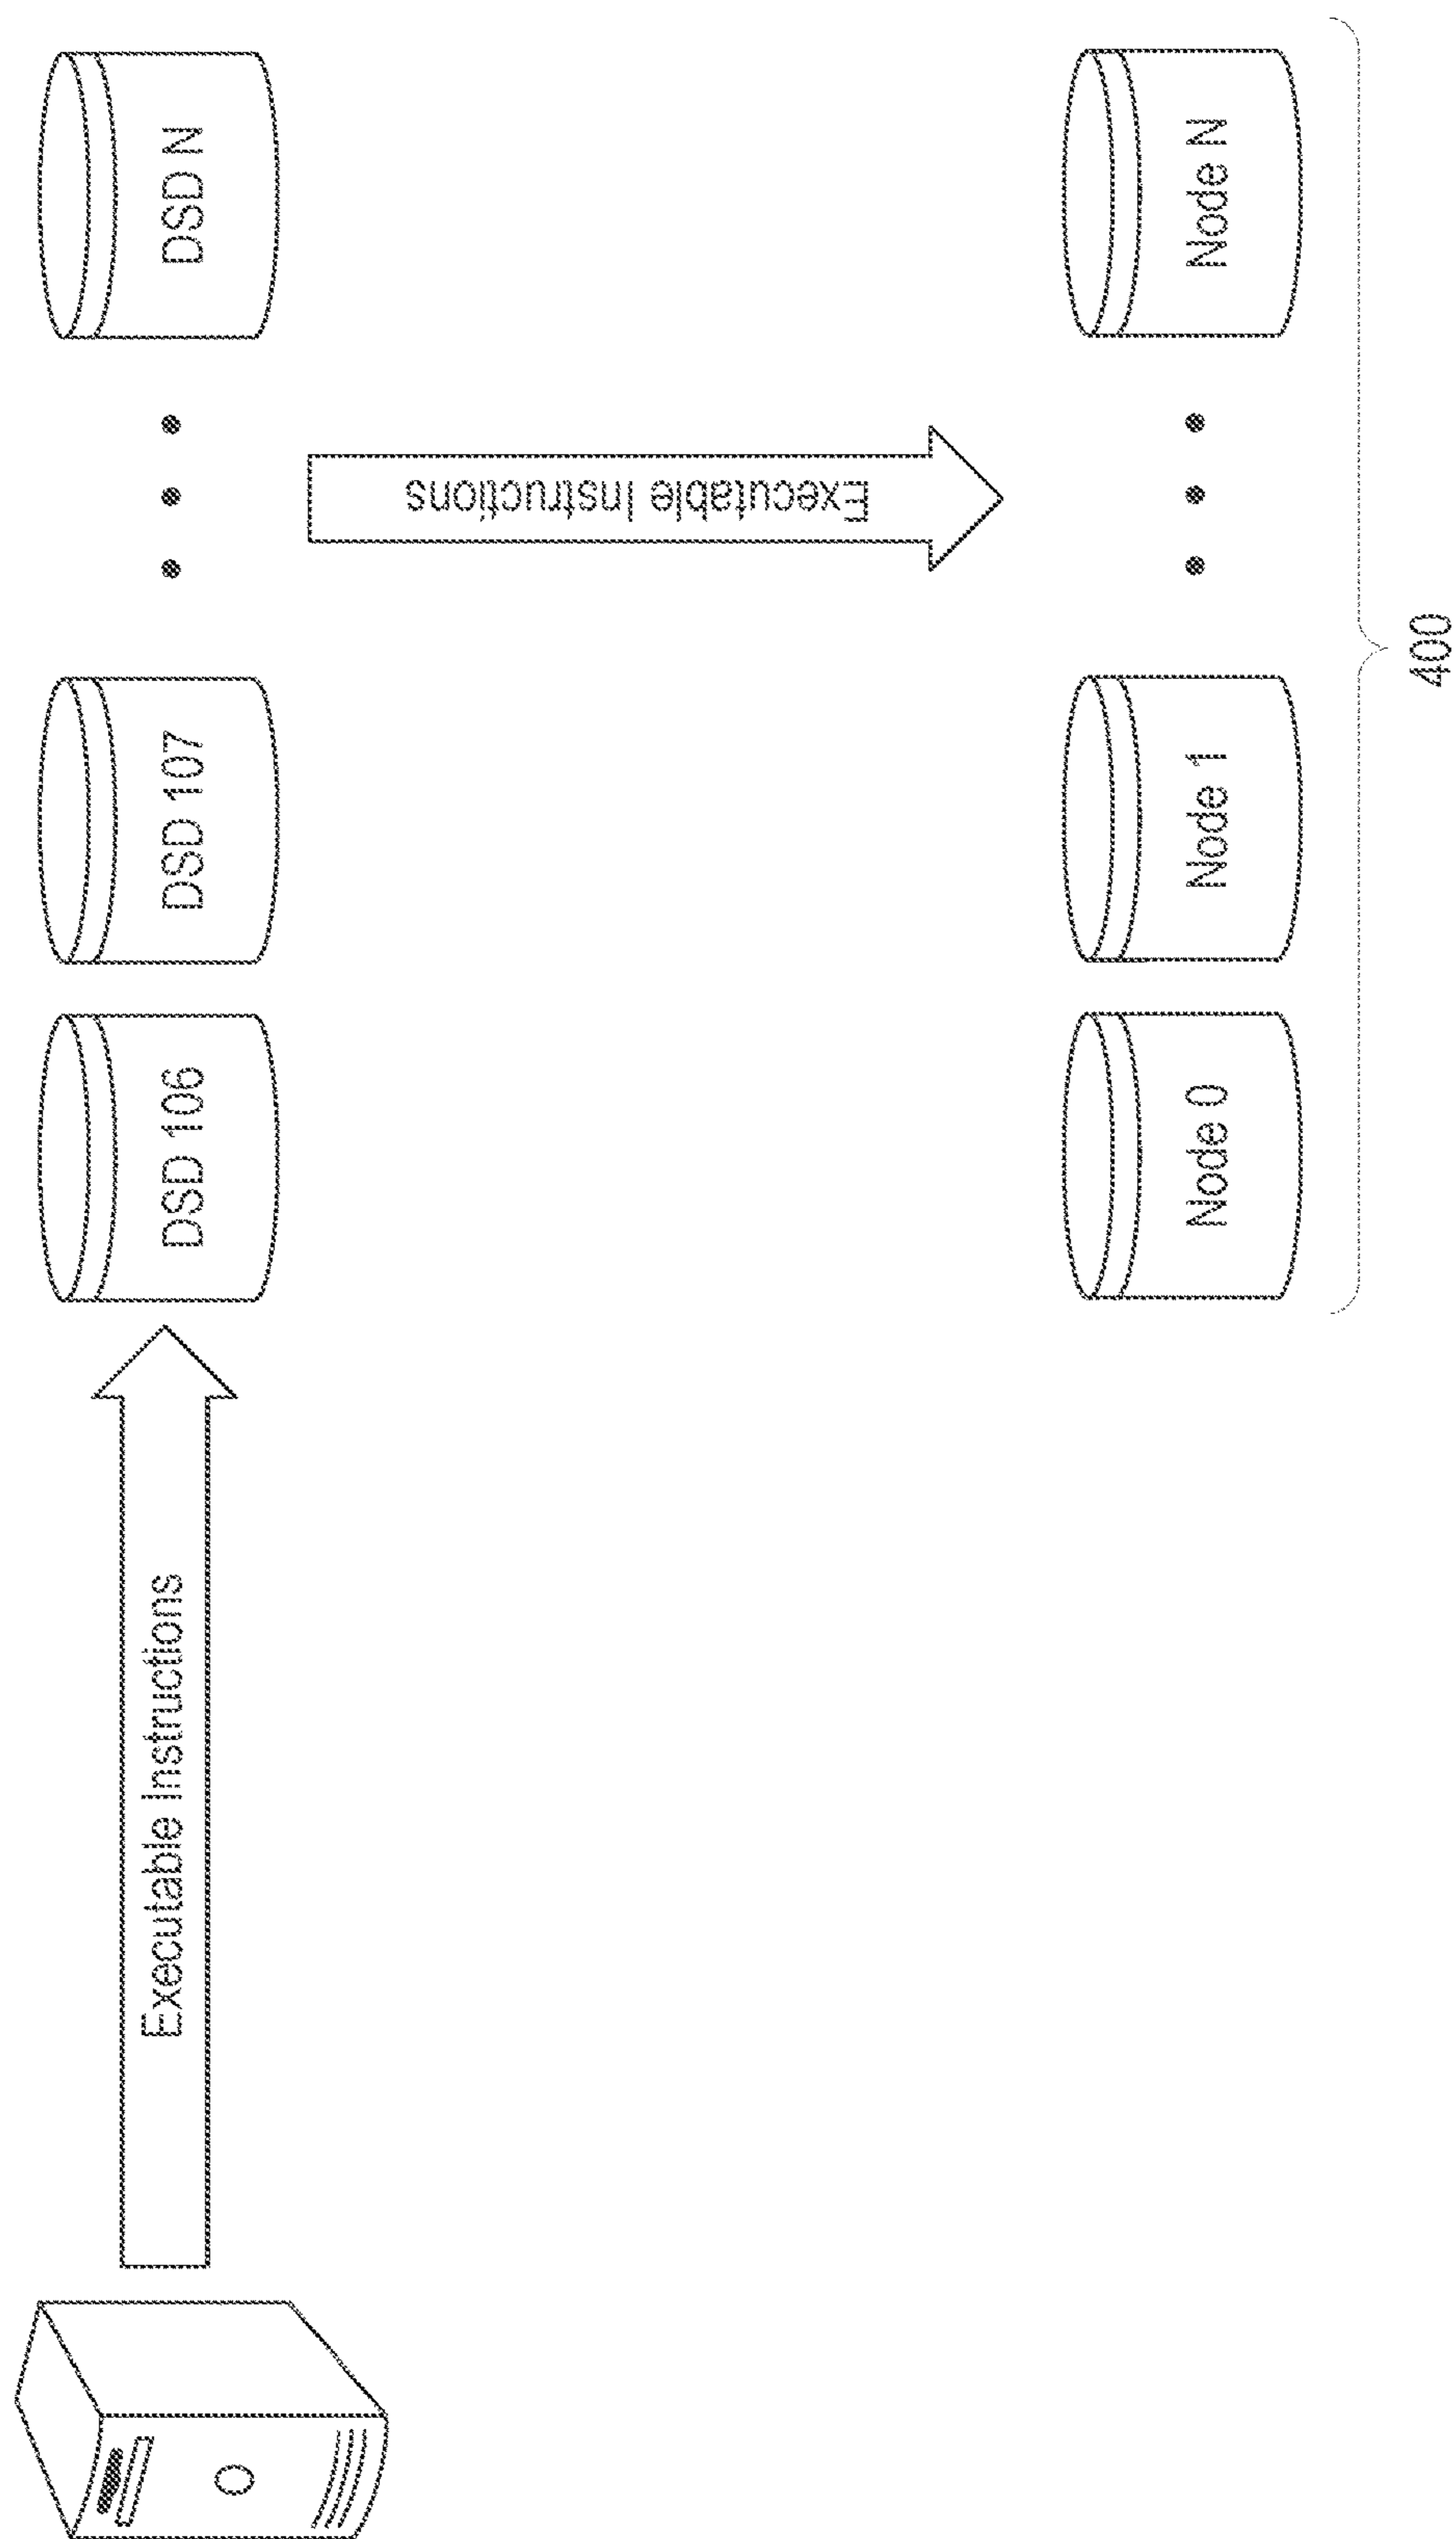 Executable Instructions
DSD 106
DSD 107
DSD N
Executable Instructions
Node 0
Node 1
Node N
400